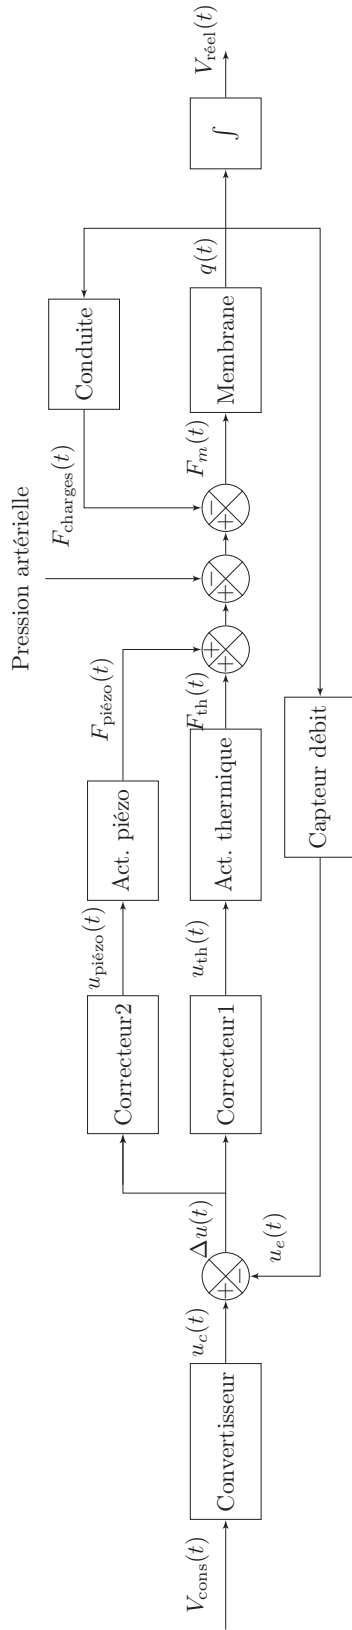 Pression artérielle
F_charges(t)
Conduite
F_piézo(t)
u_piézo(t)
Correcteur2
Act. piézo
V_cons(t)
Convertisseur
u_c(t)
+
−
Δu(t)
Correcteur1
u_th(t)
Act. thermique
F_th(t)
+
+
+
−
+
−
F_m(t)
Membrane
q(t)
∫
V_réel(t)
u_e(t)
Capteur débit